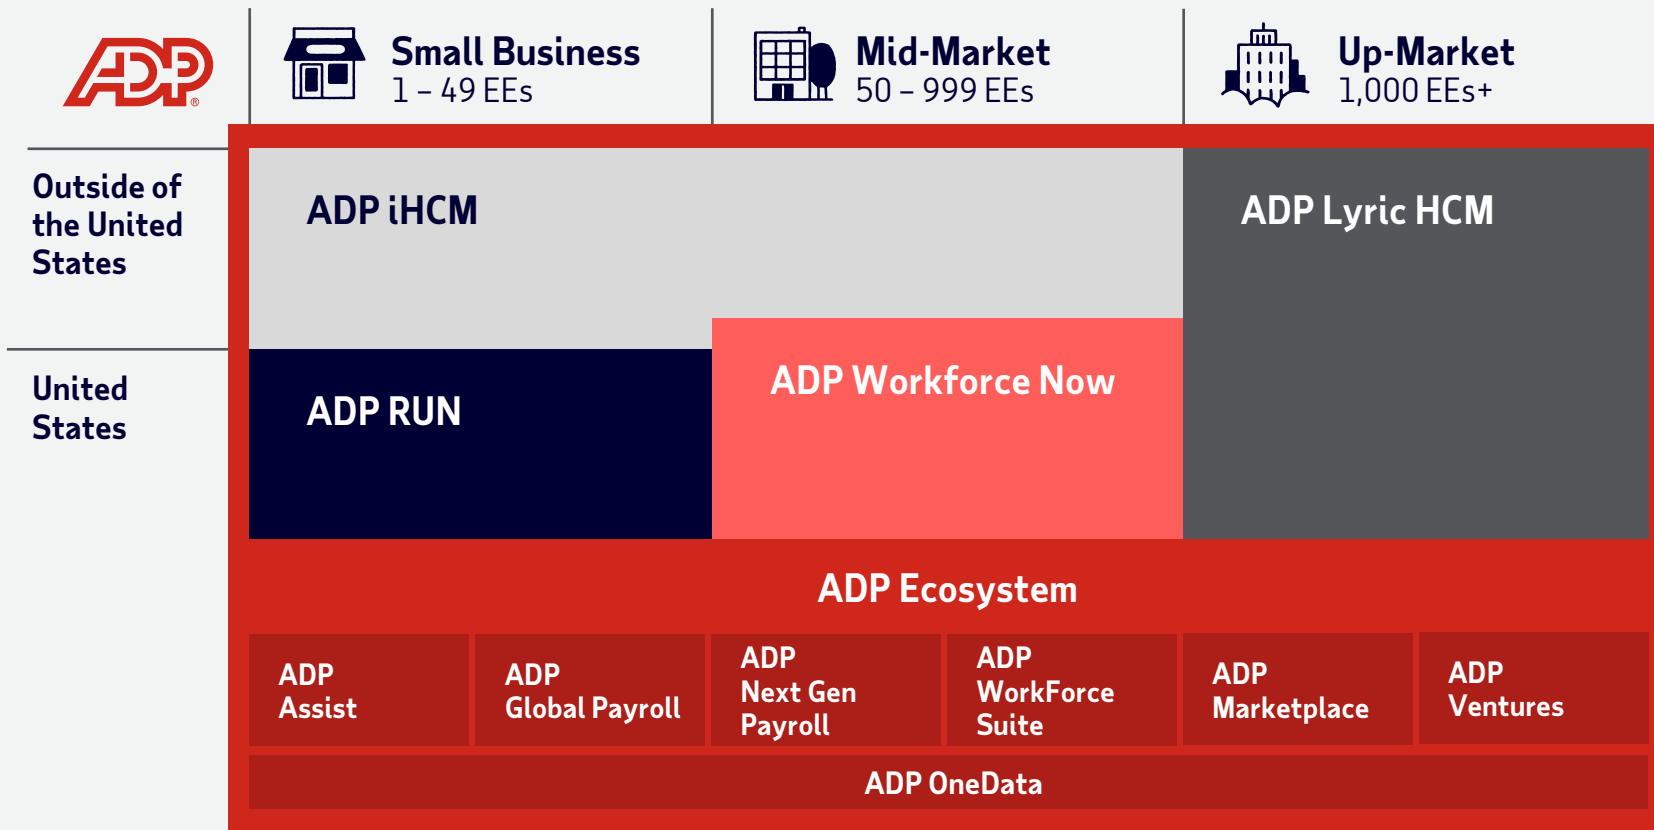 ADP®
Small Business
1 – 49 EEs
Mid-Market
50 – 999 EEs
Up-Market
1,000 EEs+
Outside of
the United
States
ADP iHCM
ADP Lyric HCM
United
States
ADP RUN
ADP Workforce Now
ADP Ecosystem
ADP
Assist
ADP
Global Payroll
ADP
Next Gen
Payroll
ADP
WorkForce
Suite
ADP
Marketplace
ADP
Ventures
ADP OneData